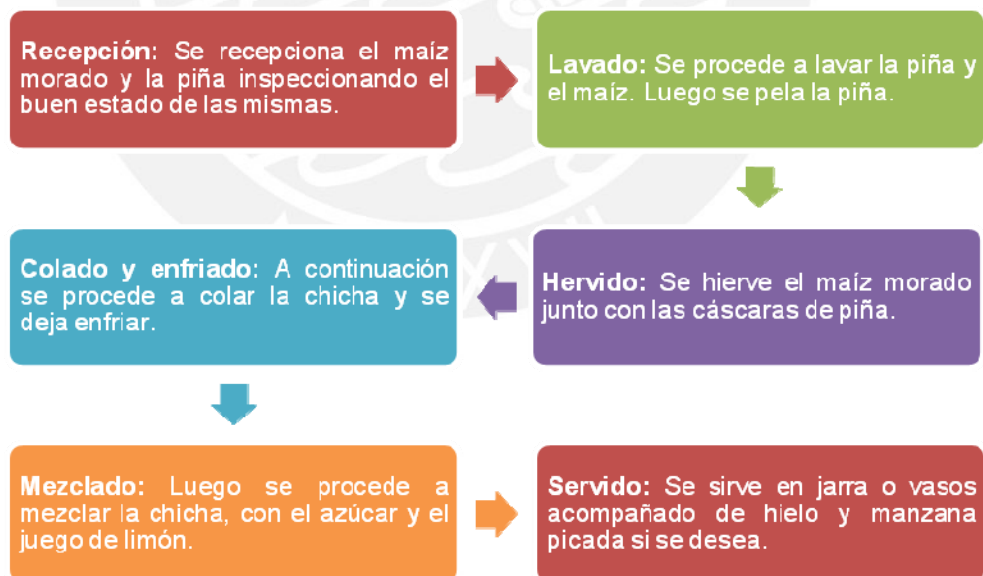 Recepción: Se recepciona el maíz
morado y la piña inspeccionando el
buen estado de las mismas.
Lavado: Se procede a lavar la piña y
el maíz. Luego se pela la piña.
Hervido: Se hierve el maíz morado
junto con las cáscaras de piña.
Colado y enfriado: A continuación
se procede a colar la chicha y se
deja enfriar.
Mezclado: Luego se procede a
mezclar la chicha, con el azúcar y el
juego de limón.
Servido: Se sirve en jarra o vasos
acompañado de hielo y manzana
picada si se desea.